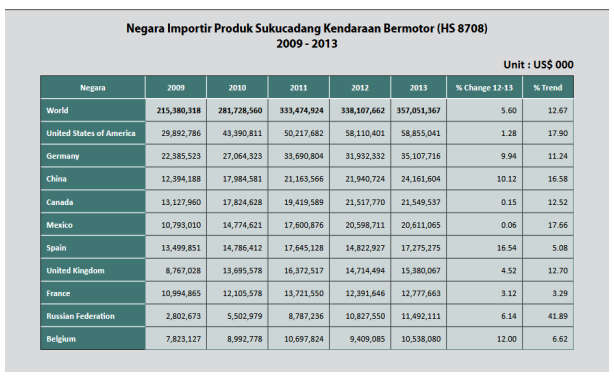 Negara Importir Produk Sukucadang Kendaraan Bermotor (HS 8708)
2009 - 2013
Unit : US$ 000
Negara 2009 2010 2011 2012 2013 % Change 12-13 % Trend
World 215,380,318 281,728,560 333,474,924 338,107,662 357,051,367 5.60 12.67
United States of America 29,892,786 43,390,811 50,217,682 58,110,401 58,855,041 1.28 17.90
Germany 22,385,523 27,064,323 33,690,804 31,932,332 35,107,716 9.94 11.24
China 12,394,188 17,984,581 21,163,566 21,940,724 24,161,604 10.12 16.58
Canada 13,127,960 17,824,628 19,419,589 21,517,770 21,549,537 0.15 12.52
Mexico 10,793,010 14,774,621 17,600,876 20,598,711 20,611,065 0.06 17.66
Spain 13,499,851 14,786,412 17,645,128 14,822,927 17,275,275 16.54 5.08
United Kingdom 8,767,028 13,695,578 16,372,517 14,714,494 15,380,067 4.52 12.70
France 10,994,865 12,105,578 13,721,550 12,391,646 12,777,663 3.12 3.29
Russian Federation 2,802,673 5,502,979 8,787,236 10,827,550 11,492,111 6.14 41.89
Belgium 7,823,127 8,992,778 10,697,824 9,409,085 10,538,080 12.00 6.62